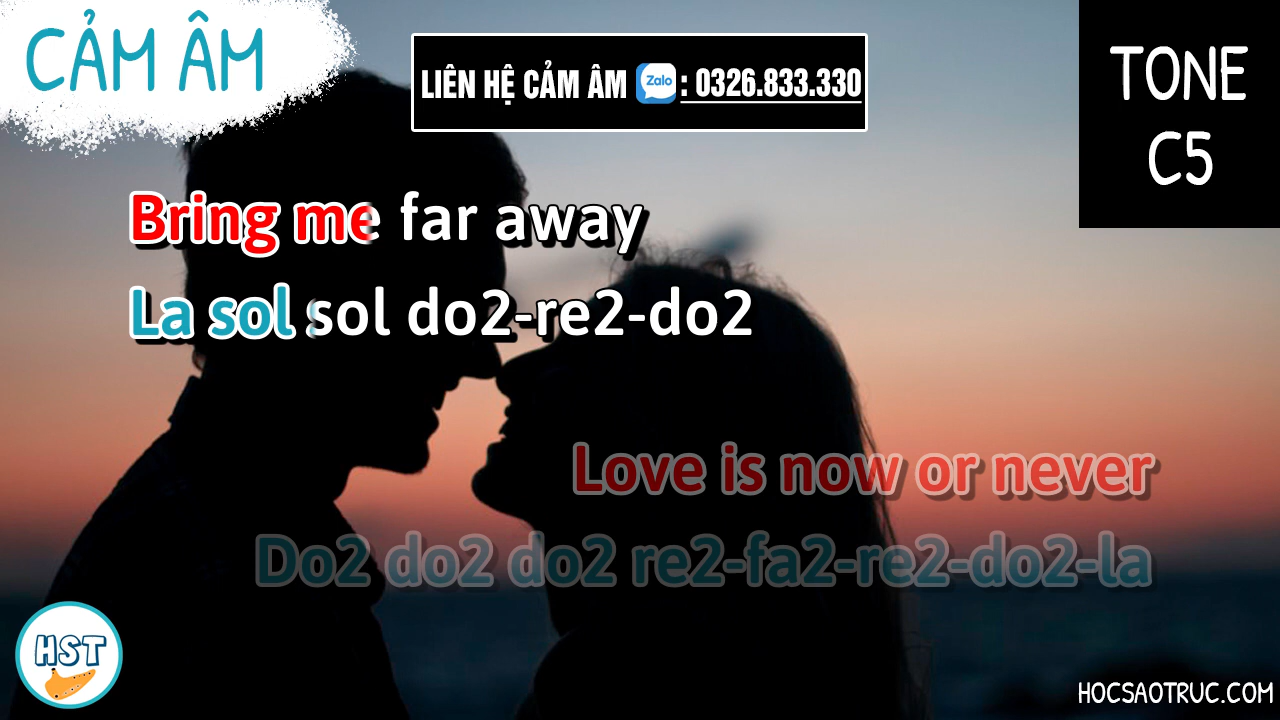 CẢM ÂM
LIÊN HỆ CẢM ÂM Zalo : 0326.833.330
TONE
C5
Bring me far away
La sol sol do2-re2-do2
Love is now or never
Do2 do2 do2 re2-fa2-re2-do2-la
HST
HOCSAOTRUC.COM